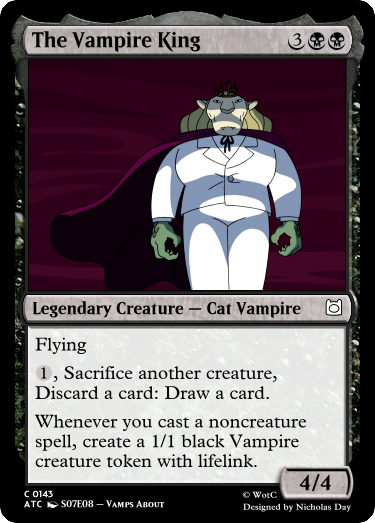 The Vampire King 3
Legendary Creature — Cat Vampire
Flying
1, Sacrifice another creature,
Discard a card: Draw a card.
Whenever you cast a noncreature
spell, create a 1/1 black Vampire
creature token with lifelink.
4/4
C 0143
© WotC
ATC S07E08 — Vamps About
Designed by Nicholas Day